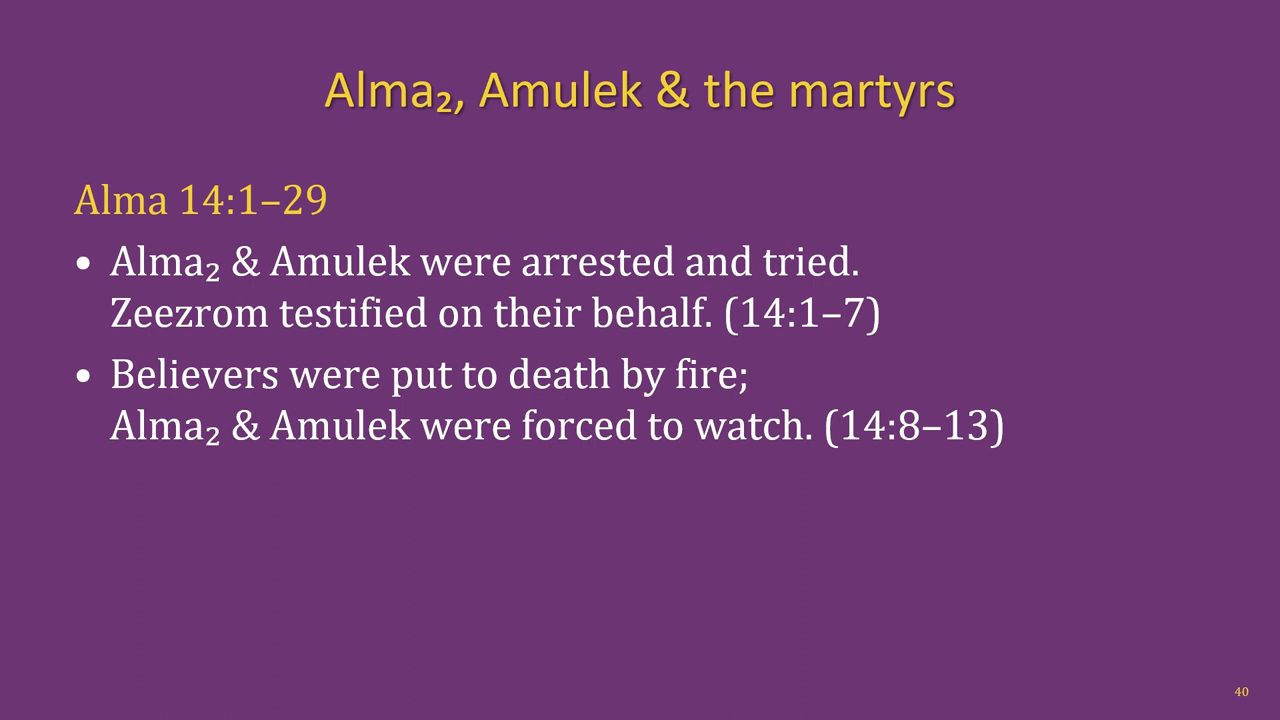 Alma₂, Amulek & the martyrs
Alma 14:1–29
• Alma₂ & Amulek were arrested and tried.
Zeezrom testified on their behalf. (14:1–7)
• Believers were put to death by fire;
Alma₂ & Amulek were forced to watch. (14:8–13)
40